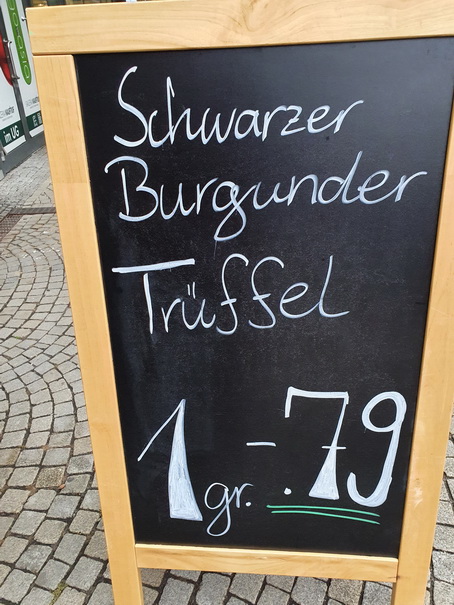 Schwarzer
Burgunder
Trüffel
1 gr. - .79
im UG